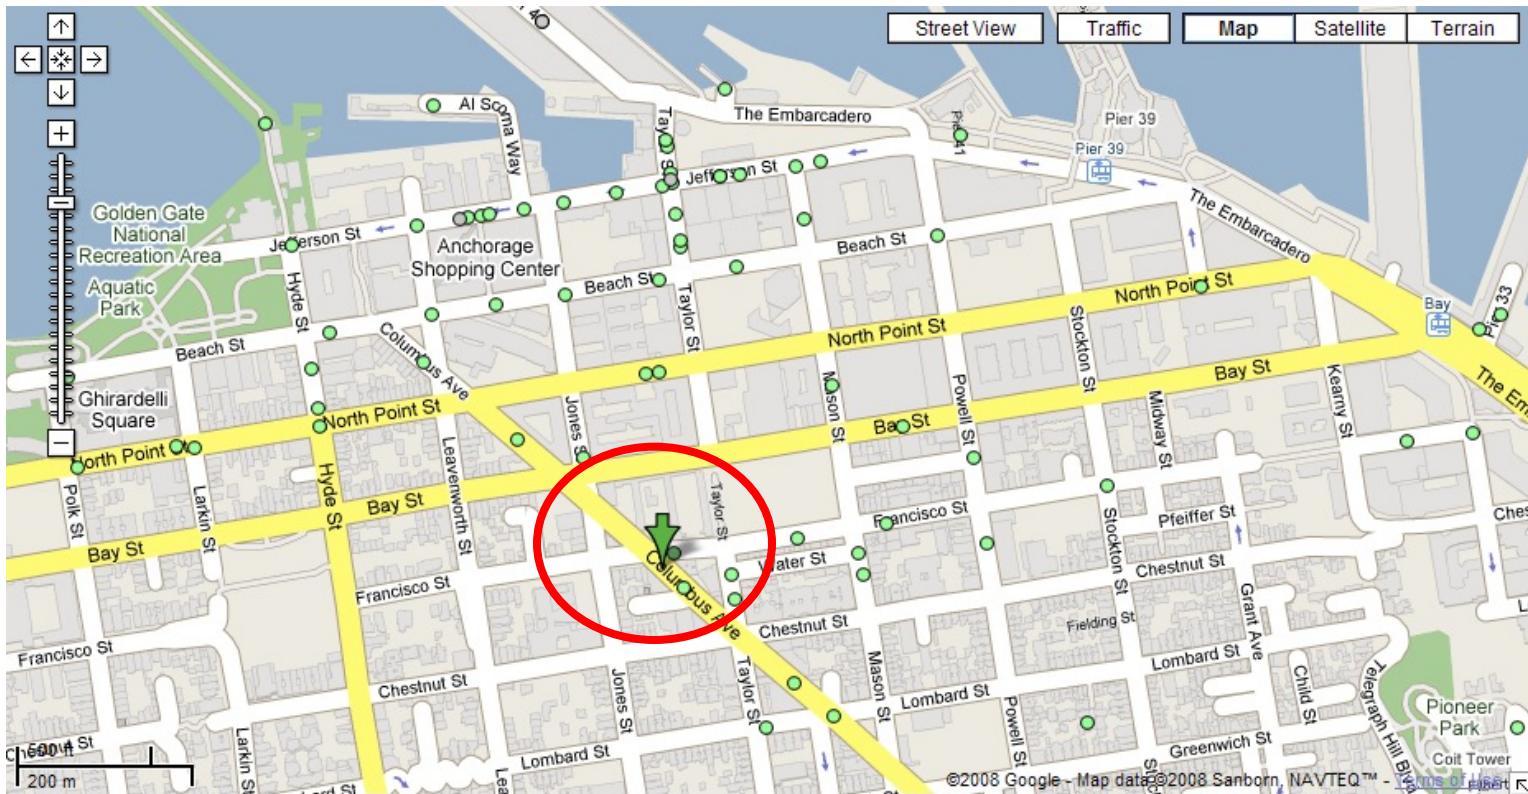 Street View
Traffic
Map
Satellite
Terrain
Al Scoma Way
Taylor St
The Embarcadero
Pier 41
Pier 39
Pier 39
Jefferson St
Golden Gate
National
Recreation Area
Aquatic
Park
Jefferson St
Anchorage
Shopping Center
Beach St
The Embarcadero
Hyde St
Beach St
Taylor St
North Point St
Stockton St
Bay
Pier 33
Beach St
Columbus Ave
North Point St
Bay St
Kearny St
The Em
Ghirardelli
Square
North Point St
Jones St
Mason St
Powell St
Midway St
Bay St
North Point St
Leavenworth St
Hyde St
Polk St
Larkin St
Bay St
Taylor St
Francisco St
Stockton St
Pfeiffer St
Ches
Bay St
Columbus Ave
Water St
Chestnut St
Francisco St
Grant Ave
Chestnut St
Fielding St
Francisco St
Lombard St
Chestnut St
Jones St
Taylor St
Mason St
Lombard St
Powell St
Child St
Telegraph Hill Bl
Pioneer
Park
Coit Tower
Chestnut St
Larkin St
Lea
Lombard St
Greenwich St
500 ft
200 m
©2008 Google - Map data ©2008 Sanborn, NAVTEQ™ - Terms of Use